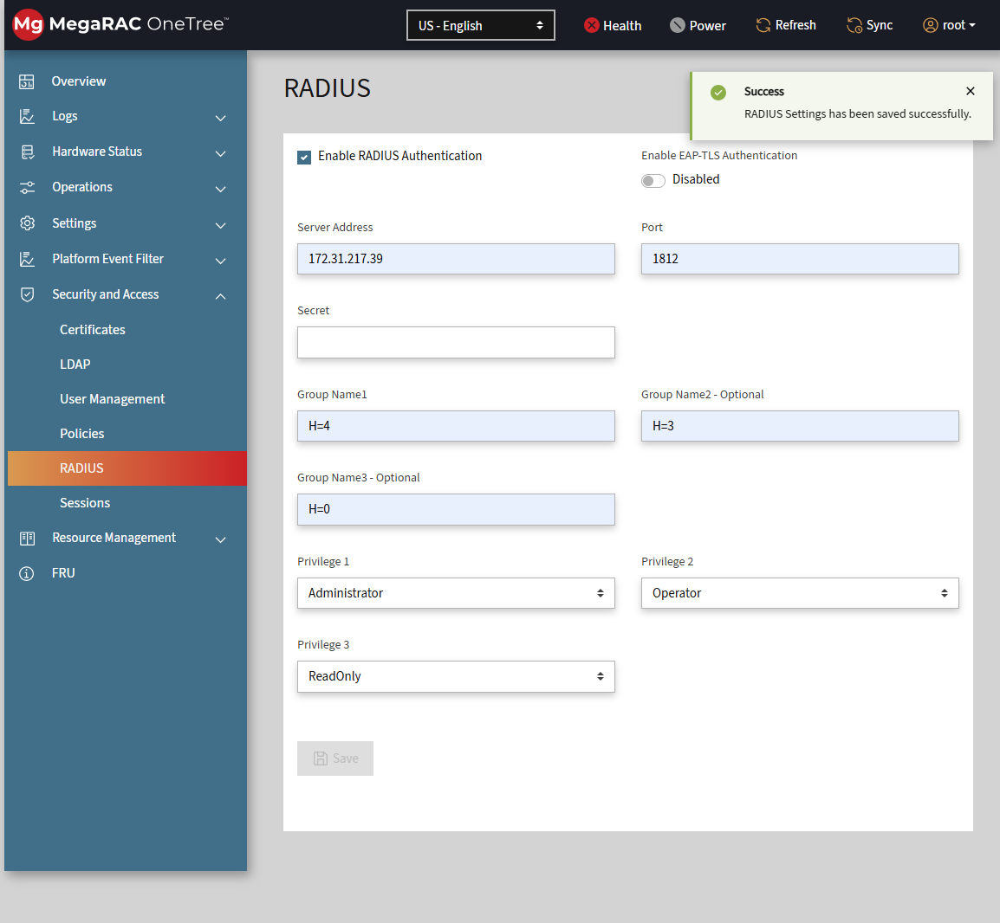 Mg MegaRAC OneTree™
US - English
Health
Power
Refresh
Sync
root
Overview
Logs
Hardware Status
Operations
Settings
Platform Event Filter
Security and Access
Certificates
LDAP
User Management
Policies
RADIUS
Sessions
Resource Management
FRU
RADIUS
Success
RADIUS Settings has been saved successfully.
Enable RADIUS Authentication
Enable EAP-TLS Authentication
Disabled
Server Address
Port
172.31.217.39
1812
Secret
Group Name1
Group Name2 - Optional
H=4
H=3
Group Name3 - Optional
H=0
Privilege 1
Privilege 2
Administrator
Operator
Privilege 3
ReadOnly
Save